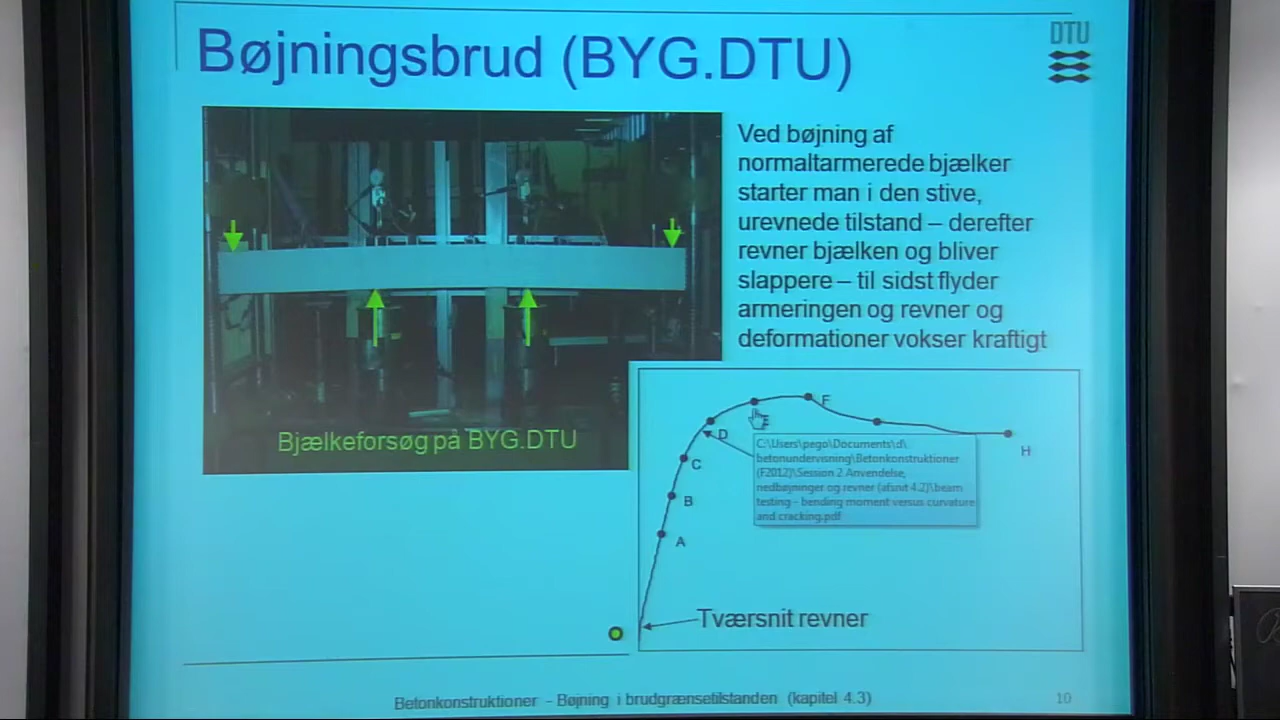 Bøjningsbrud (BYG.DTU)
DTU
Ved bøjning af
normaltarmerede bjælker
starter man i den stive,
urevnede tilstand – derefter
revner bjælken og bliver
slappere – til sidst flyder
armeringen og revner og
deformationer vokser kraftigt
Bjælkeforsøg på BYG.DTU
F
E
D
H
C
B
A
C:\Users\pego\Documents\d\
betonundervisning\Betonkonstruktioner
(F2012)\Session 2 Anvendelse,
nedbøjninger og revner (afsnit 4.2)\beam
testing - bending moment versus curvature
and cracking.pdf
Tværsnit revner
Betonkonstruktioner - Bøjning i brudgrænsetilstanden (kapitel 4.3)
10